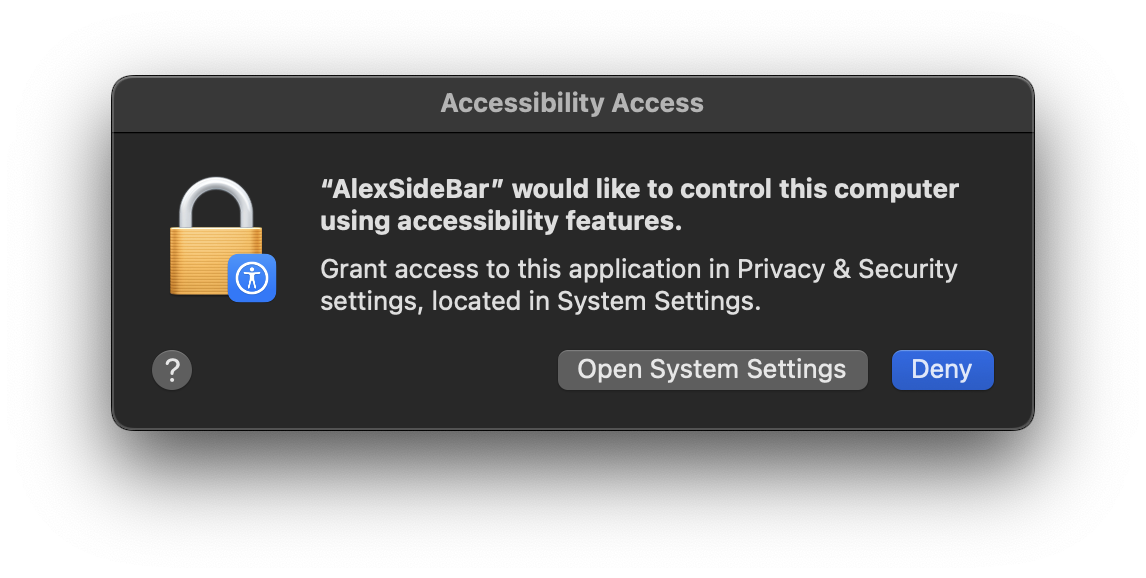 Accessibility Access
“AlexSideBar” would like to control this computer
using accessibility features.
Grant access to this application in Privacy & Security
settings, located in System Settings.
?
Open System Settings
Deny